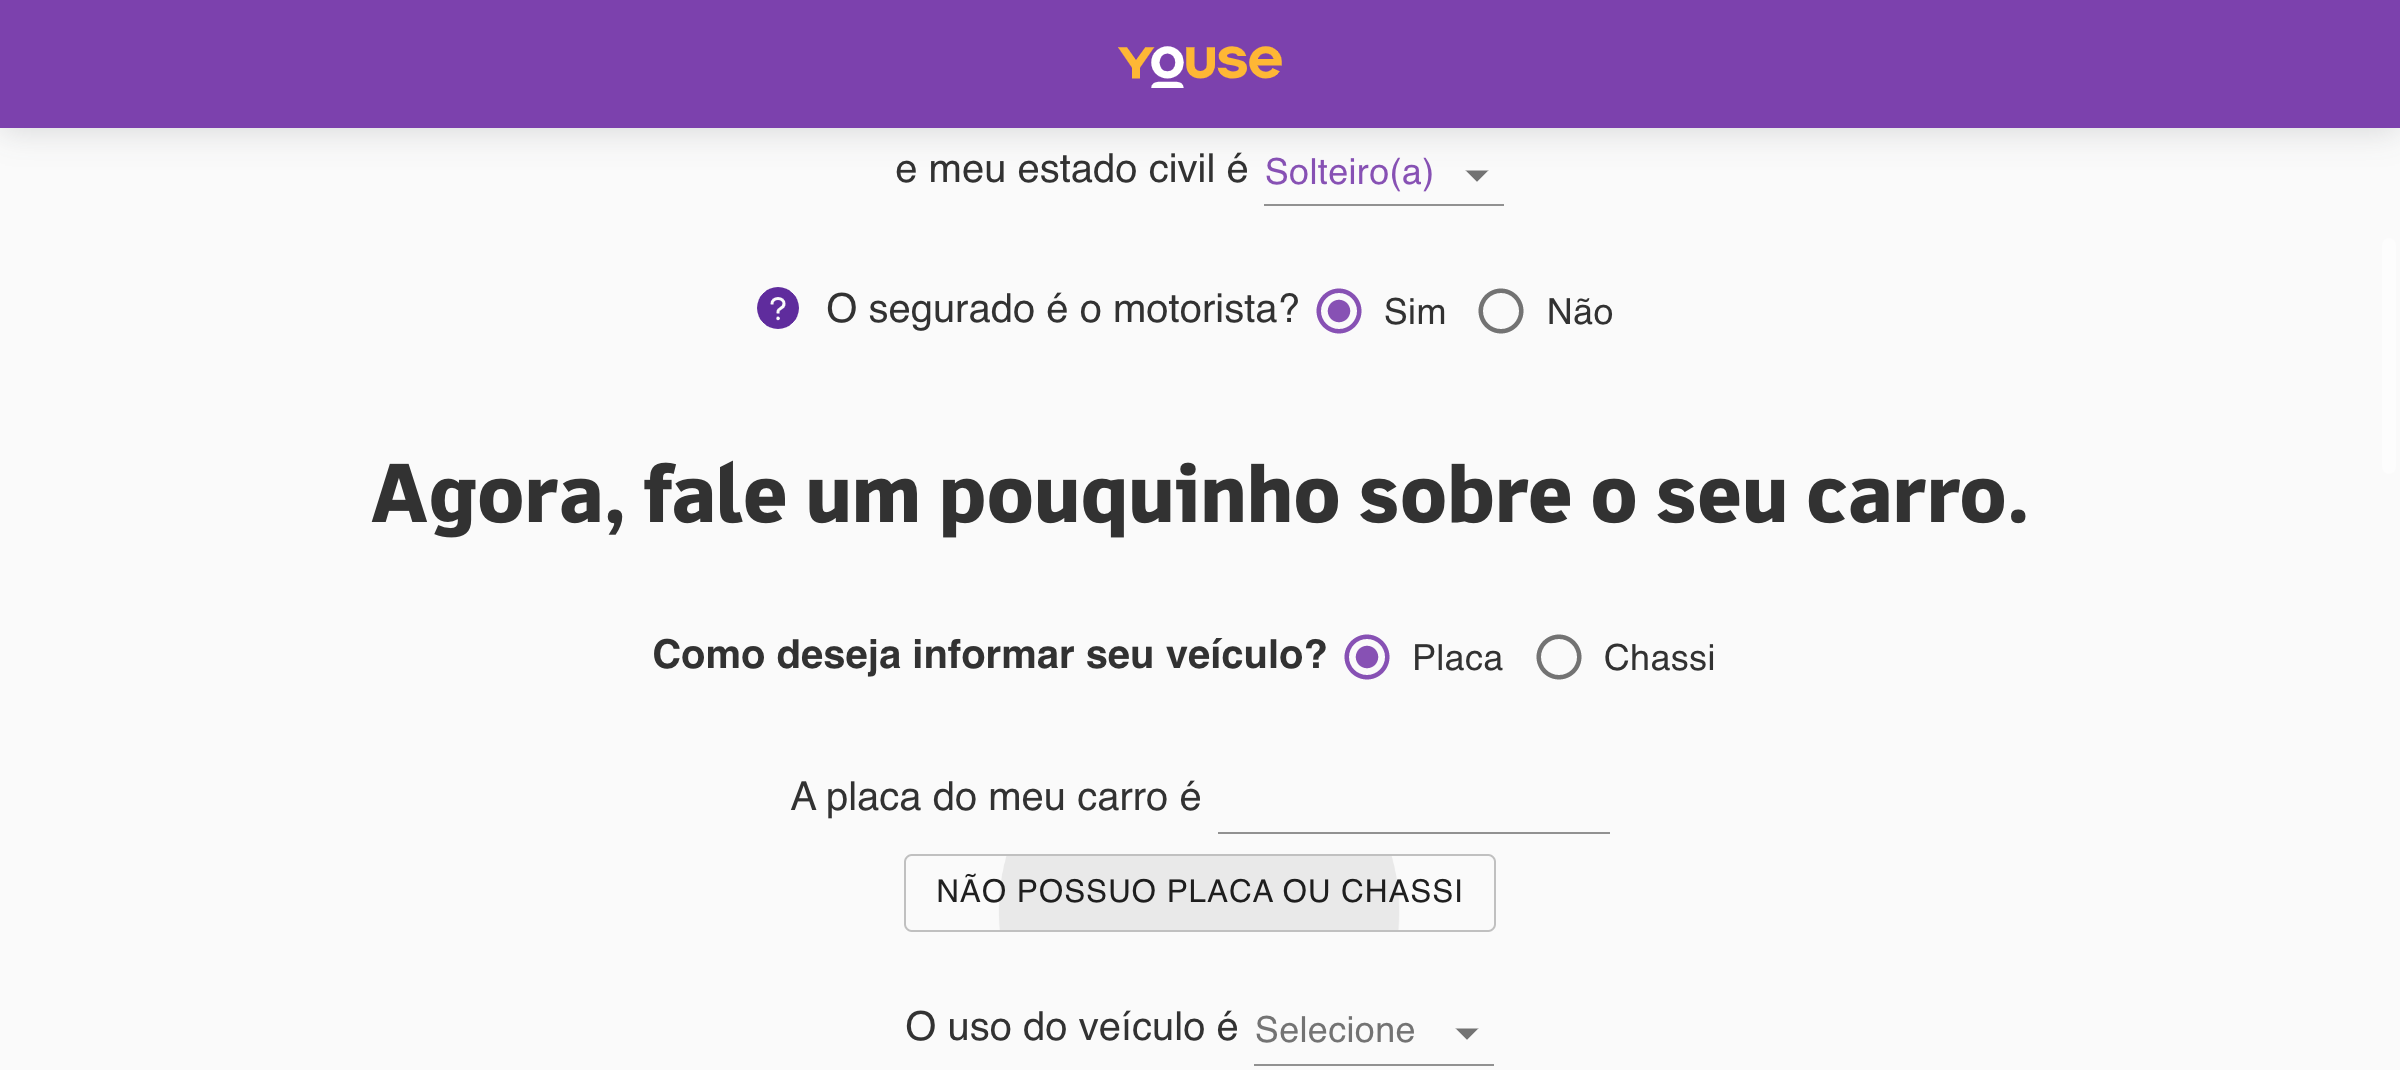 YOUSE
e meu estado civil é Solteiro(a)
? O segurado é o motorista? Sim Não
Agora, fale um pouquinho sobre o seu carro.
Como deseja informar seu veículo? Placa Chassi
A placa do meu carro é
NÃO POSSUO PLACA OU CHASSI
O uso do veículo é Selecione